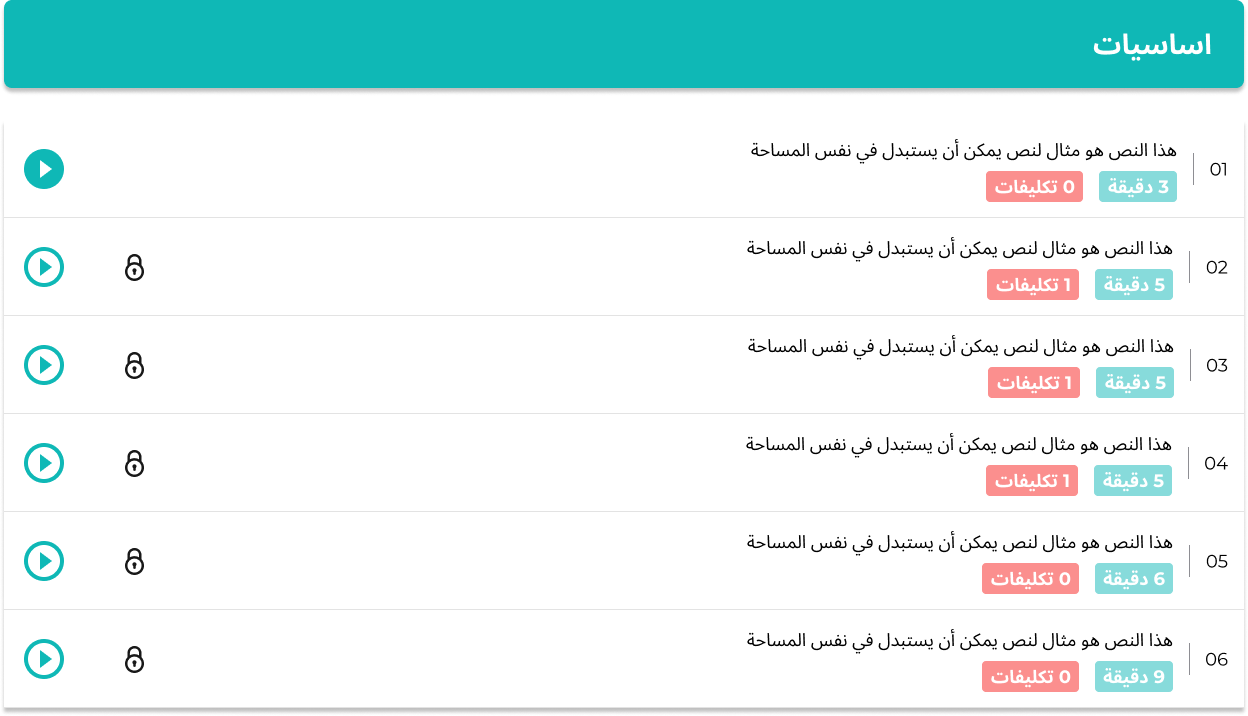 اساسيات
01
هذا النص هو مثال لنص يمكن أن يستبدل في نفس المساحة
3 دقيقة 0 تكليفات
02
هذا النص هو مثال لنص يمكن أن يستبدل في نفس المساحة
5 دقيقة 1 تكليفات
03
هذا النص هو مثال لنص يمكن أن يستبدل في نفس المساحة
5 دقيقة 1 تكليفات
04
هذا النص هو مثال لنص يمكن أن يستبدل في نفس المساحة
5 دقيقة 1 تكليفات
05
هذا النص هو مثال لنص يمكن أن يستبدل في نفس المساحة
6 دقيقة 0 تكليفات
06
هذا النص هو مثال لنص يمكن أن يستبدل في نفس المساحة
9 دقيقة 0 تكليفات